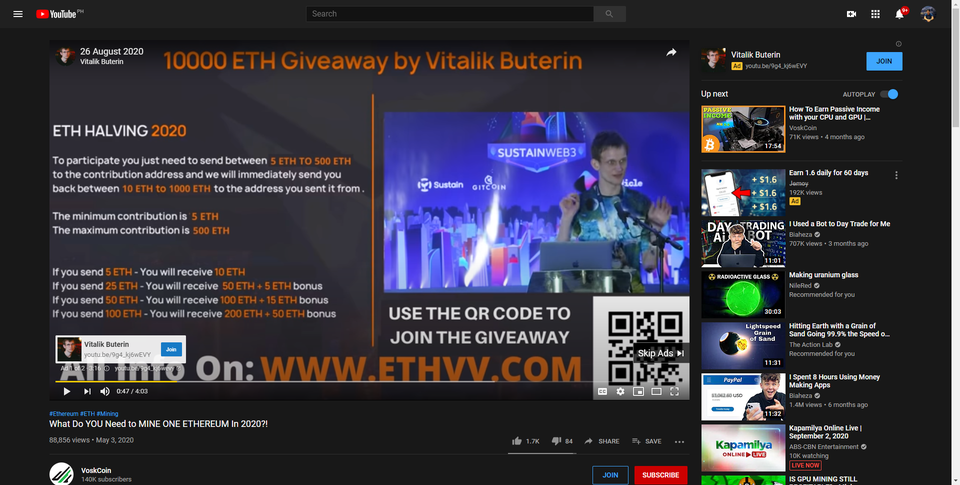 YouTube PH
Search
9+
26 August 2020
Vitalik Buterin
10000 ETH Giveaway by Vitalik Buterin
ETH HALVING 2020
To participate you just need to send between 5 ETH TO 500 ETH
to the contribution address and we will immediately send you
back between 10 ETH to 1000 ETH to the address you sent it from .
The minimum contribution is 5 ETH
The maximum contribution is 500 ETH
If you send 5 ETH - You will receive 10 ETH
If you send 25 ETH - You will receive 50 ETH + 5 ETH bonus
If you send 50 ETH - You will receive 100 ETH + 15 ETH bonus
If you send 100 ETH - You will receive 200 ETH + 50 ETH bonus
SUSTAINWEB3
Sustain
GITCOIN
USE THE QR CODE TO
JOIN THE GIVEAWAY
Skip Ads
Vitalik Buterin
youtu.be/9g4_kj6wEVY
Join
All Info On: WWW.ETHVV.COM
Ad 1 of 2 · 3:16
youtu.be/9g4_kj6wEVY
0:47 / 4:03
#Ethereum #ETH #Mining
What Do YOU Need to MINE ONE ETHEREUM In 2020?!
88,856 views • May 3, 2020
1.7K
84
SHARE
SAVE
VoskCoin
140K subscribers
JOIN
SUBSCRIBE
Vitalik Buterin
Ad youtu.be/9g4_kj6wEVY
JOIN
Up next
AUTOPLAY
PASSIVE
INCOME
17:54
How To Earn Passive Income
with your CPU and GPU |...
VoskCoin
71K views • 4 months ago
+ $1.6
+ $1.6
+ $1.6
Earn 1.6 daily for 60 days
Jamoy
192K views
Ad
DAY TRADING
BOT
11:01
I Used a Bot to Day Trade for Me
Biaheza
707K views • 3 months ago
RADIOACTIVE GLASS
30:03
Making uranium glass
NileRed
Recommended for you
Lightspeed
Grain
of Sand
11:31
Hitting Earth with a Grain of
Sand Going 99.9% the Speed o...
The Action Lab
Recommended for you
PayPal
11:32
I Spent 8 Hours Using Money
Making Apps
Biaheza
1.4M views • 6 months ago
Kapamilya
ONLINE LIVE
Kapamilya Online Live |
September 2, 2020
ABS-CBN Entertainment
10K watching
LIVE NOW
IS GPU MINING STILL